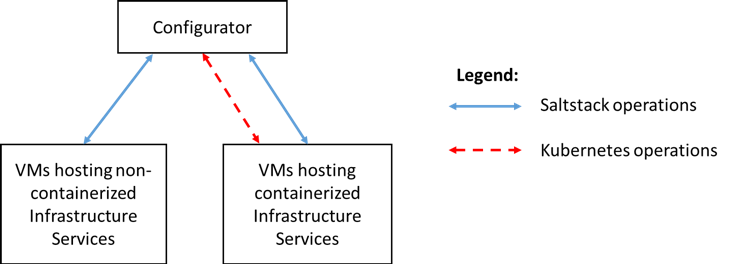 Configurator
Legend:
Saltstack operations
Kubernetes operations
VMs hosting non-
containerized
Infrastructure
Services
VMs hosting
containerized
Infrastructure
Services